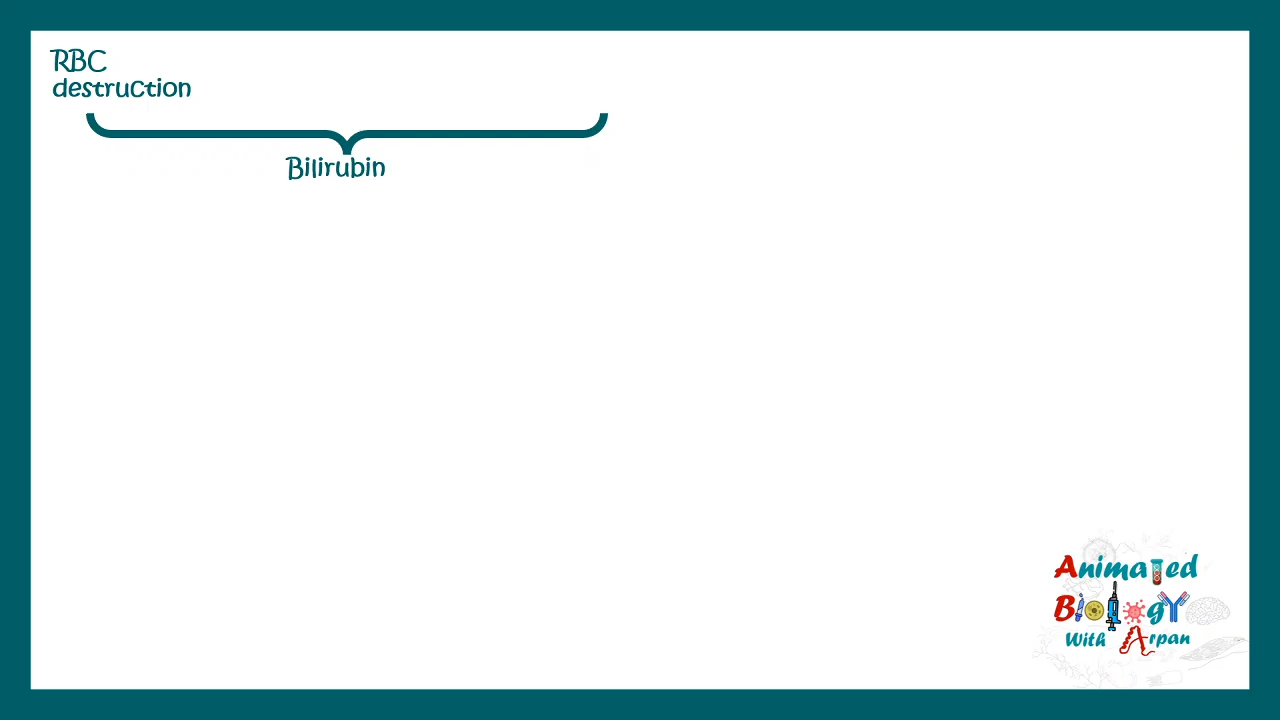 RBC
destruction
Bilirubin
Animated
Biology
With Arpan